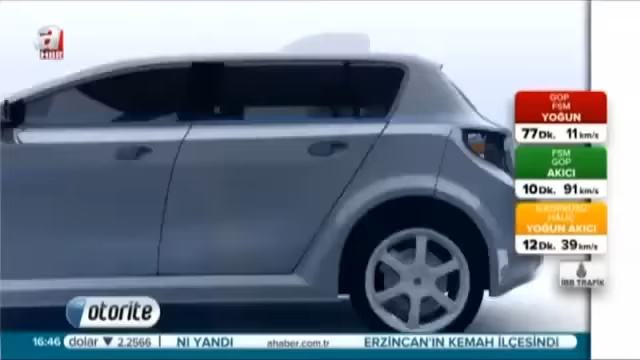 a
HBR
GOP
FSM
YOĞUN
77 Dk. 11 km/s
FSM
GOP
AKICI
10 Dk. 91 km/s
HALIÇ
YOĞUN AKICI
12 Dk. 39 km/s
İBB TRAFİK
otorite
16:46 dolar 2.2566 NI YANDI ahaber.com.tr ERZİNCAN'IN KEMAH İLÇESİNDİ